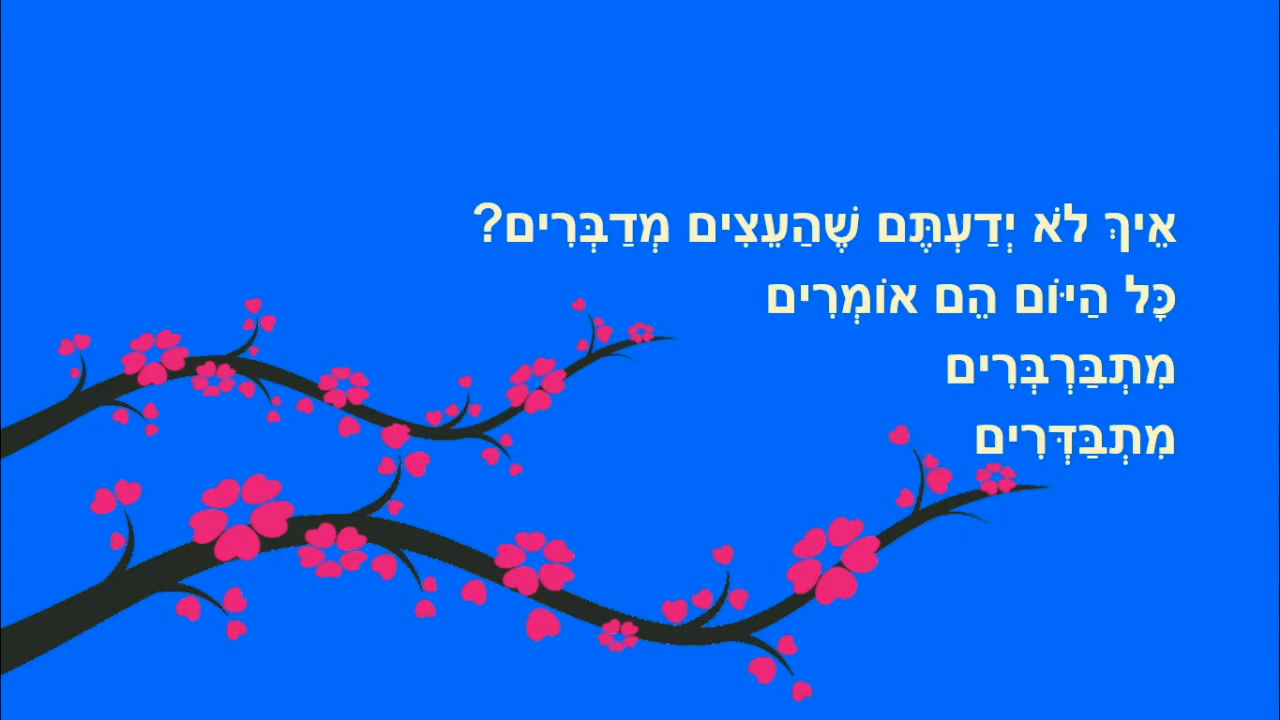 אֵיךְ לֹא יְדַעְתֶּם שֶׁהַעֵצִים מְדַבְּרִים?
כָּל הַיּוֹם הֵם אוֹמְרִים
מִתְבַּרְבְּרִים
מִתְבַּדְּרִים